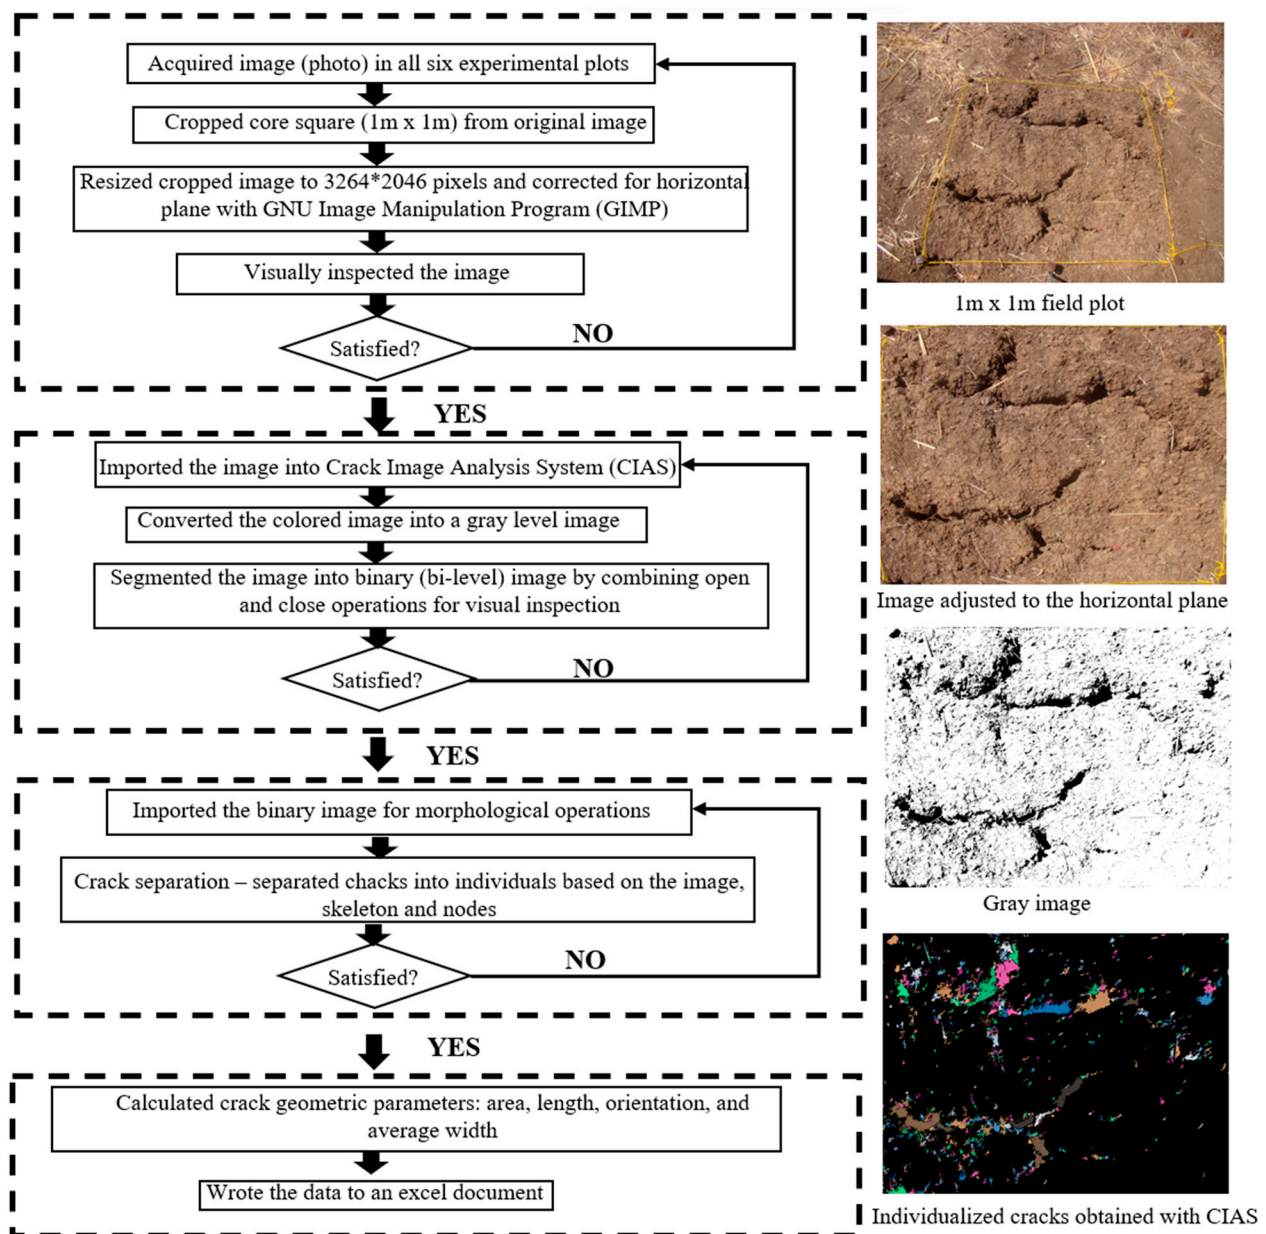 Acquired image (photo) in all six experimental plots
Cropped core square (1m x 1m) from original image
Resized cropped image to 3264*2046 pixels and corrected for horizontal
plane with GNU Image Manipulation Program (GIMP)
Visually inspected the image
Satisfied?
NO
YES
Imported the image into Crack Image Analysis System (CIAS)
Converted the colored image into a gray level image
Segmented the image into binary (bi-level) image by combining open
and close operations for visual inspection
Satisfied?
NO
YES
Imported the binary image for morphological operations
Crack separation – separated chacks into individuals based on the image,
skeleton and nodes
Satisfied?
NO
YES
Calculated crack geometric parameters: area, length, orientation, and
average width
Wrote the data to an excel document
1m x 1m field plot
Image adjusted to the horizontal plane
Gray image
Individualized cracks obtained with CIAS